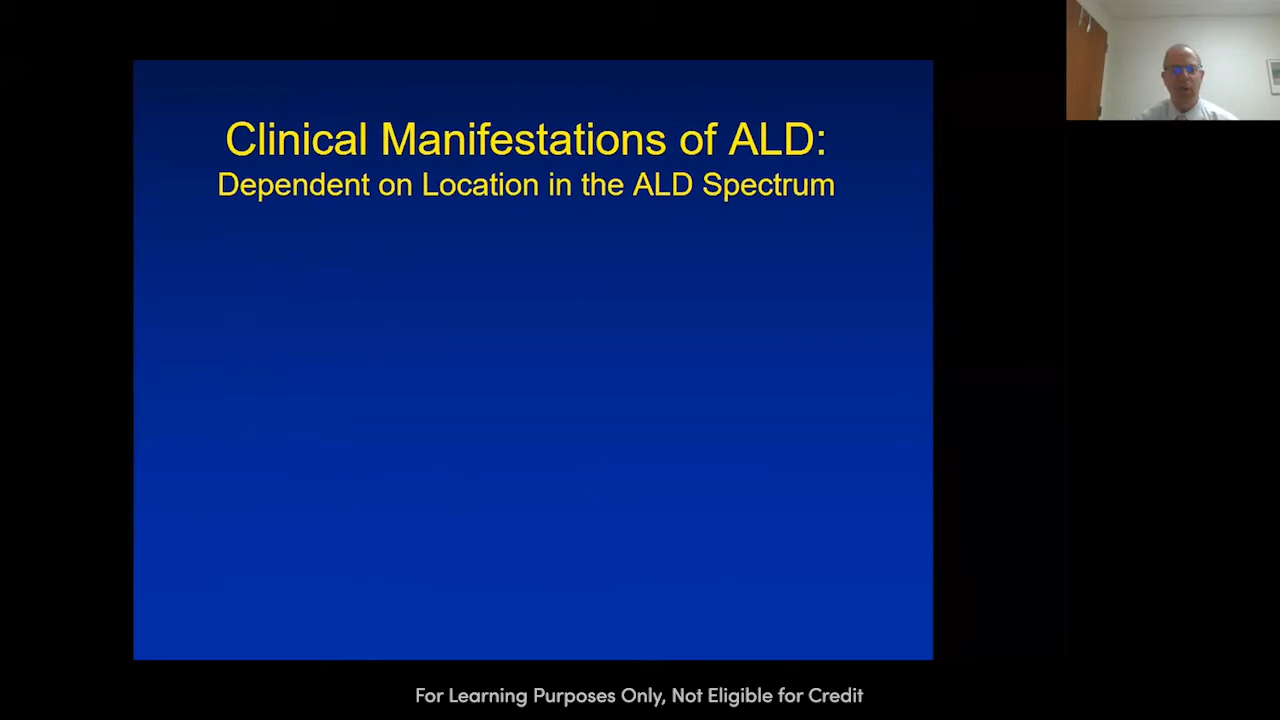 Clinical Manifestations of ALD:
Dependent on Location in the ALD Spectrum
For Learning Purposes Only, Not Eligible for Credit